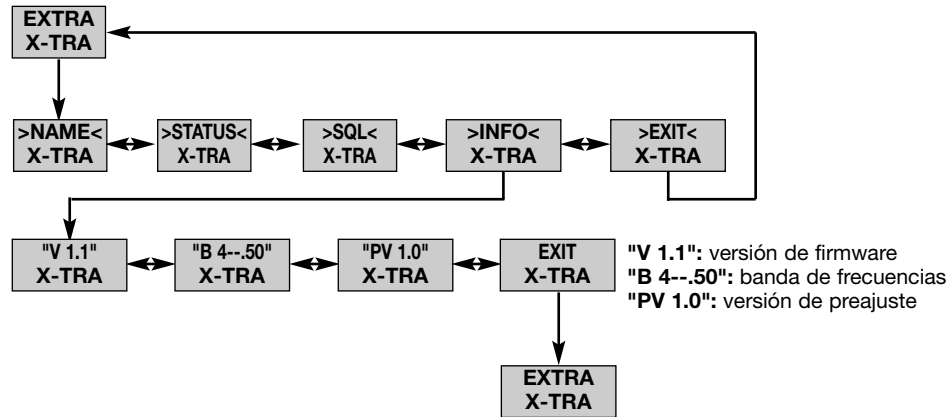 EXTRA
X-TRA
>NAME<
X-TRA
>STATUS<
X-TRA
>SQL<
X-TRA
>INFO<
X-TRA
>EXIT<
X-TRA
"V 1.1"
X-TRA
"B 4--.50"
X-TRA
"PV 1.0"
X-TRA
EXIT
X-TRA
"V 1.1": versión de firmware
"B 4--.50": banda de frecuencias
"PV 1.0": versión de preajuste
EXTRA
X-TRA